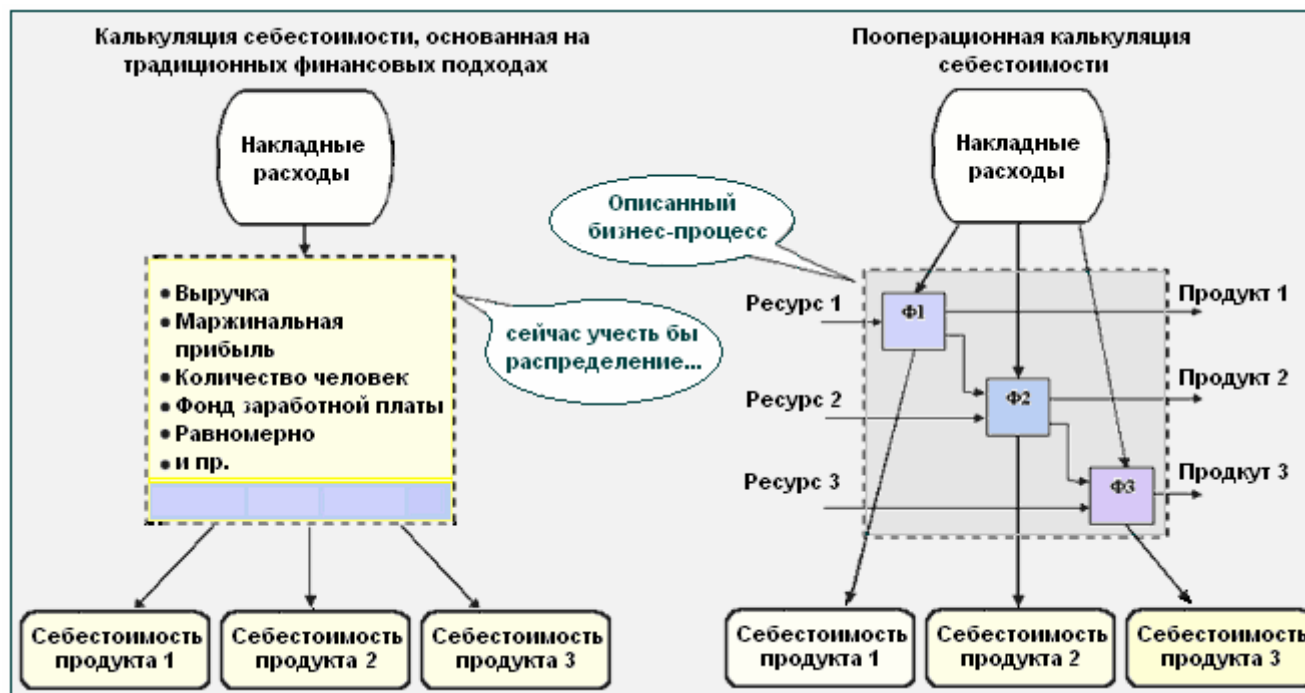 Калькуляция себестоимости, основанная на
традиционных финансовых подходах
Накладные
расходы
Выручка
Маржинальная
прибыль
Количество человек
Фонд заработной платы
Равномерно
и пр.
сейчас учесть бы
распределение...
Себестоимость
продукта 1
Себестоимость
продукта 2
Себестоимость
продукта 3
Пооперационная калькуляция
себестоимости
Накладные
расходы
Описанный
бизнес-процесс
Ресурс 1
Ф1
Продукт 1
Ресурс 2
Ф2
Продукт 2
Ресурс 3
Ф3
Продкут 3
Себестоимость
продукта 1
Себестоимость
продукта 2
Себестоимость
продукта 3